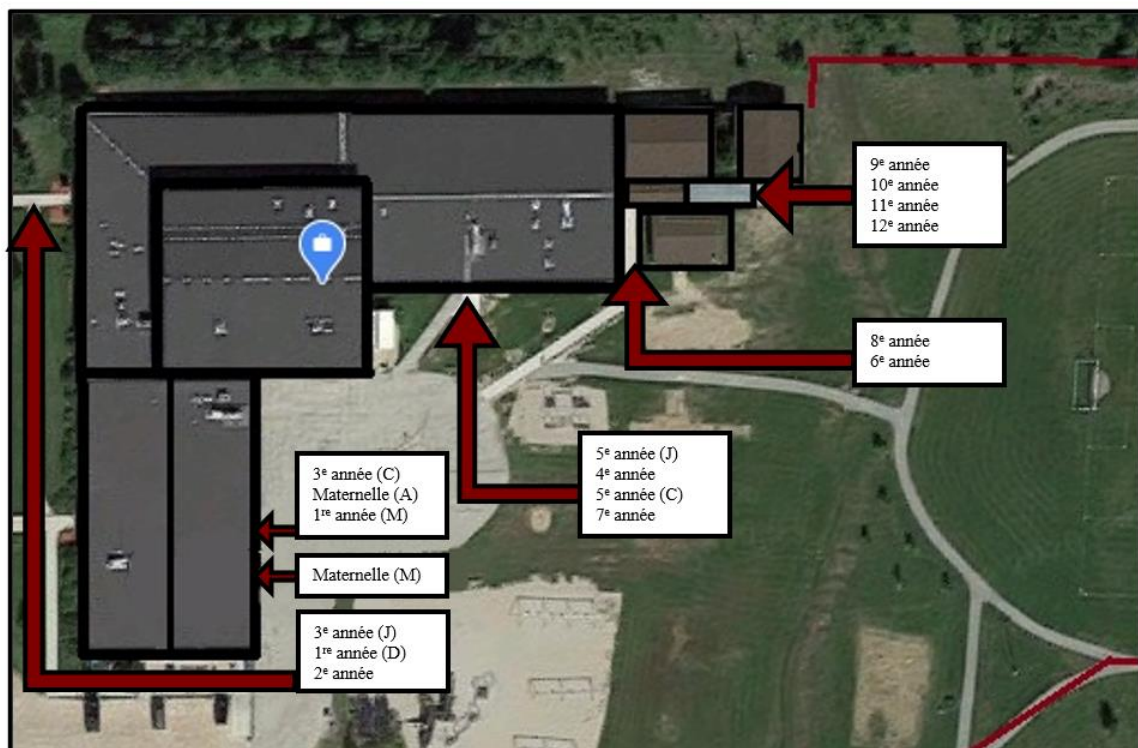 9e année
10e année
11e année
12e année
8e année
6e année
5e année (J)
4e année
5e année (C)
7e année
3e année (C)
Maternelle (A)
1re année (M)
Maternelle (M)
3e année (J)
1re année (D)
2e année